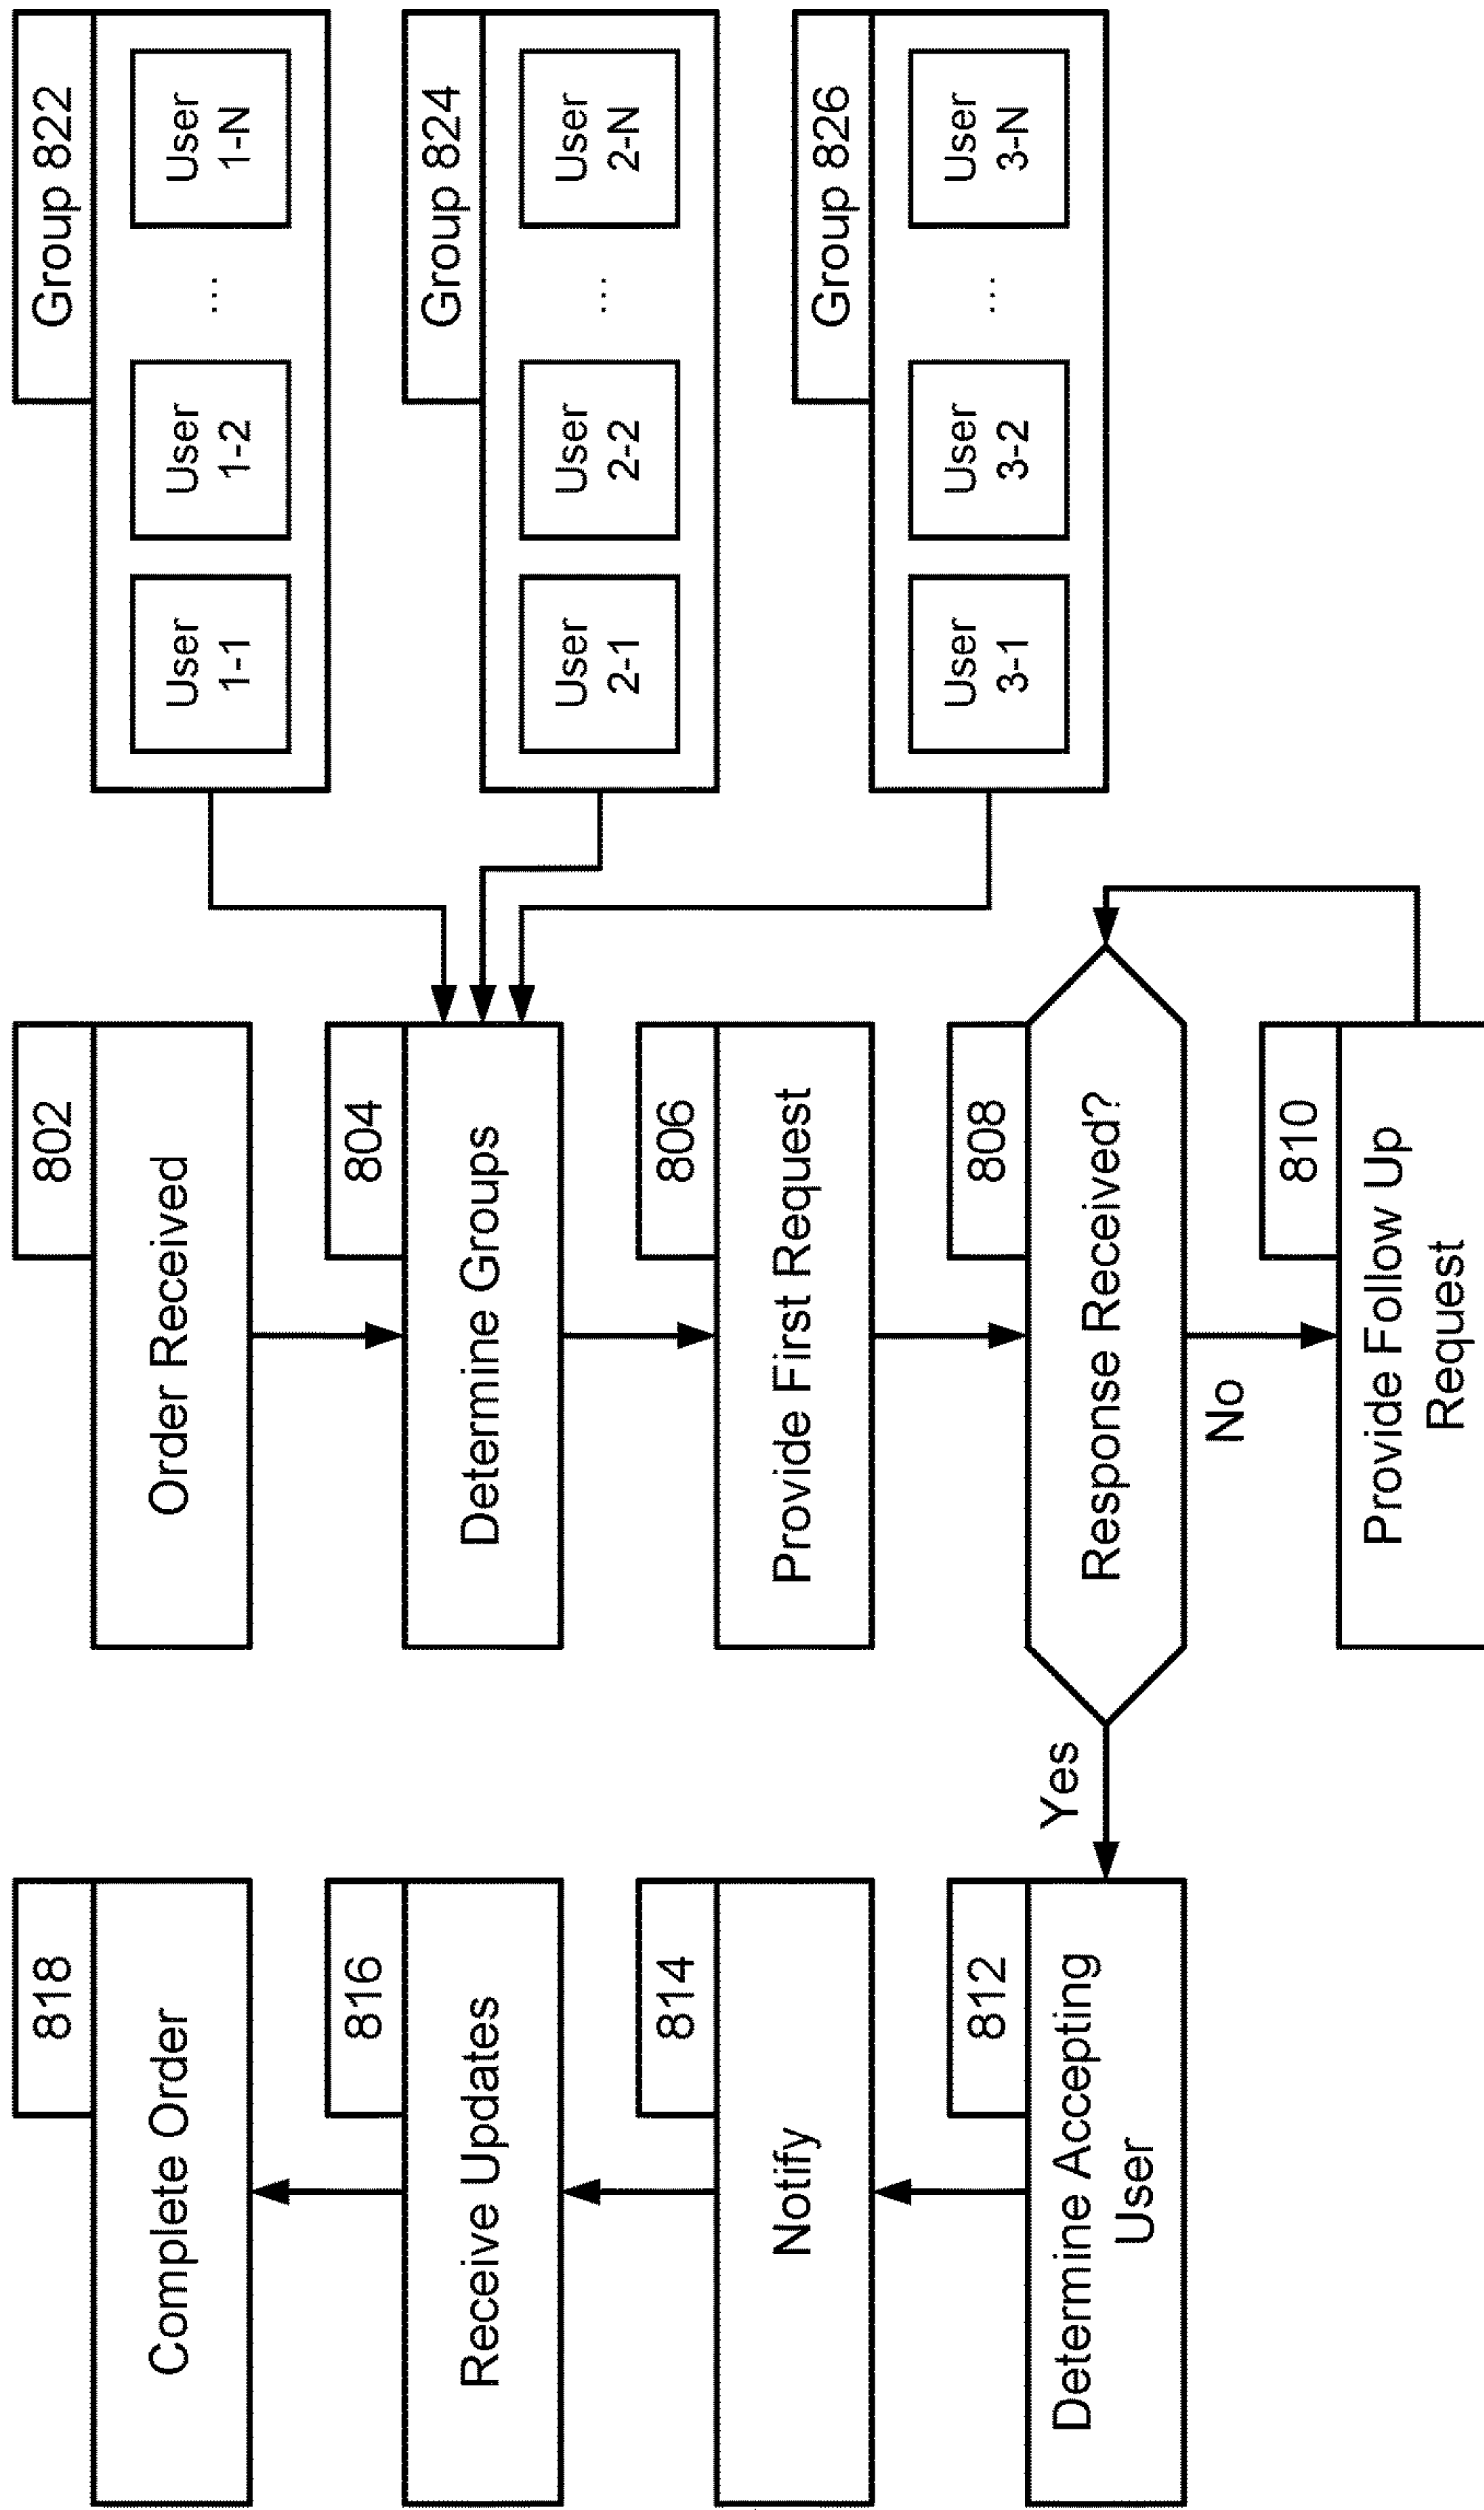 818
Complete Order
816
Receive Updates
814
Notify
812
Determine Accepting
User
Yes
802
Order Received
804
Determine Groups
806
Provide First Request
808
Response Received?
No
810
Provide Follow Up
Request
Group 822
User
1-1
User
1-2
...
User
1-N
Group 824
User
2-1
User
2-2
...
User
2-N
Group 826
User
3-1
User
3-2
...
User
3-N